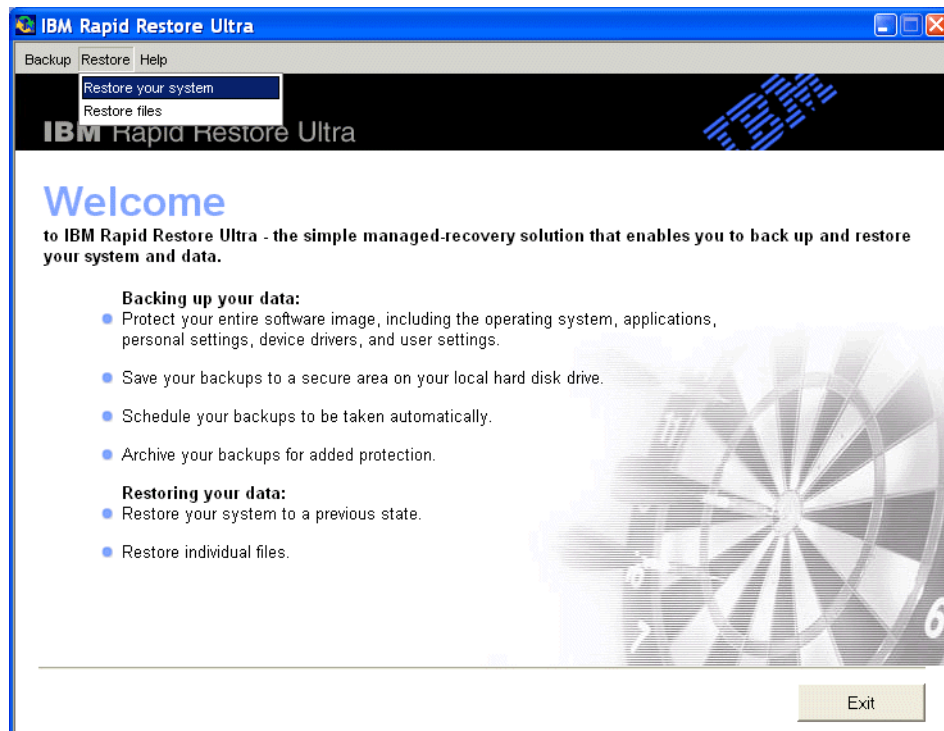 IBM Rapid Restore Ultra
Backup Restore Help
Restore your system
Restore files
IBM Rapid Restore Ultra
IBM
Welcome
to IBM Rapid Restore Ultra - the simple managed-recovery solution that enables you to back up and restore
your system and data.
Backing up your data:
Protect your entire software image, including the operating system, applications,
personal settings, device drivers, and user settings.
Save your backups to a secure area on your local hard disk drive.
Schedule your backups to be taken automatically.
Archive your backups for added protection.
Restoring your data:
Restore your system to a previous state.
Restore individual files.
6
Exit